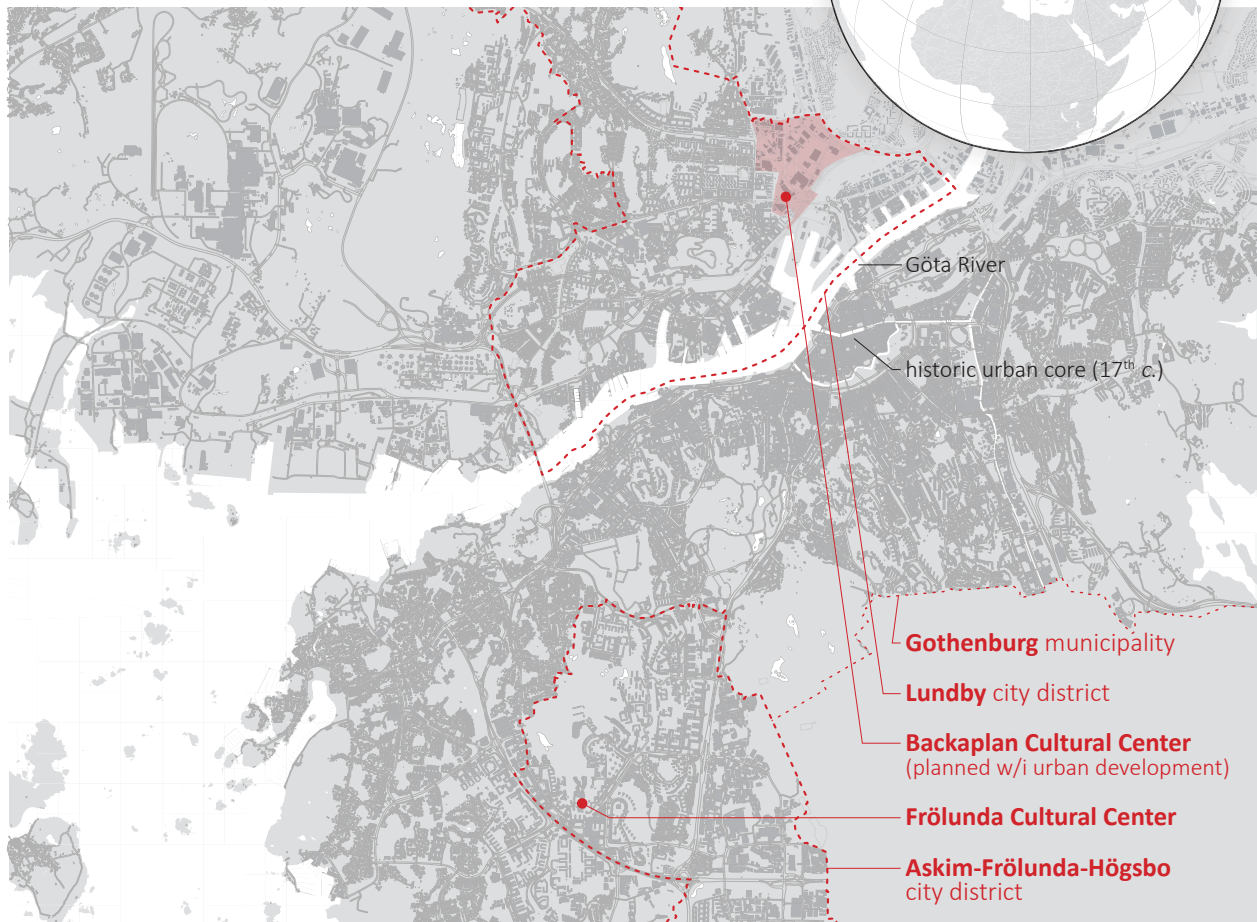 Göta River
historic urban core (17th c.)
Gothenburg municipality
Lundby city district
Backaplan Cultural Center
(planned w/i urban development)
Frölunda Cultural Center
Askim-Frölunda-Högsbo
city district